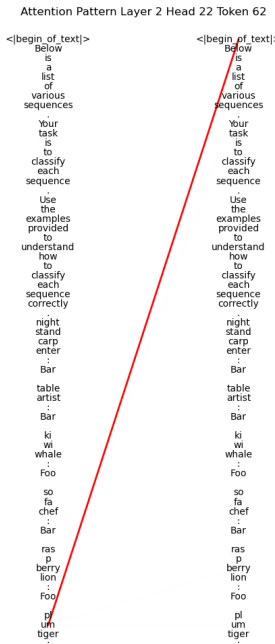 Attention Pattern Layer 2 Head 22 Token 62
<|begin_of_text|>
Below
is
a
list
of
various
sequences
.
Your
task
is
to
classify
each
sequence
.
Use
the
examples
provided
to
understand
how
to
classify
each
sequence
correctly
.
night
stand
carp
enter
:
Bar
table
artist
:
Bar
ki
wi
whale
:
Foo
so
fa
chef
:
Bar
ras
p
berry
lion
:
Foo
pl
um
tiger
:
<|begin_of_text|>
Below
is
a
list
of
various
sequences
.
Your
task
is
to
classify
each
sequence
.
Use
the
examples
provided
to
understand
how
to
classify
each
sequence
correctly
.
night
stand
carp
enter
:
Bar
table
artist
:
Bar
ki
wi
whale
:
Foo
so
fa
chef
:
Bar
ras
p
berry
lion
:
Foo
pl
um
tiger
: